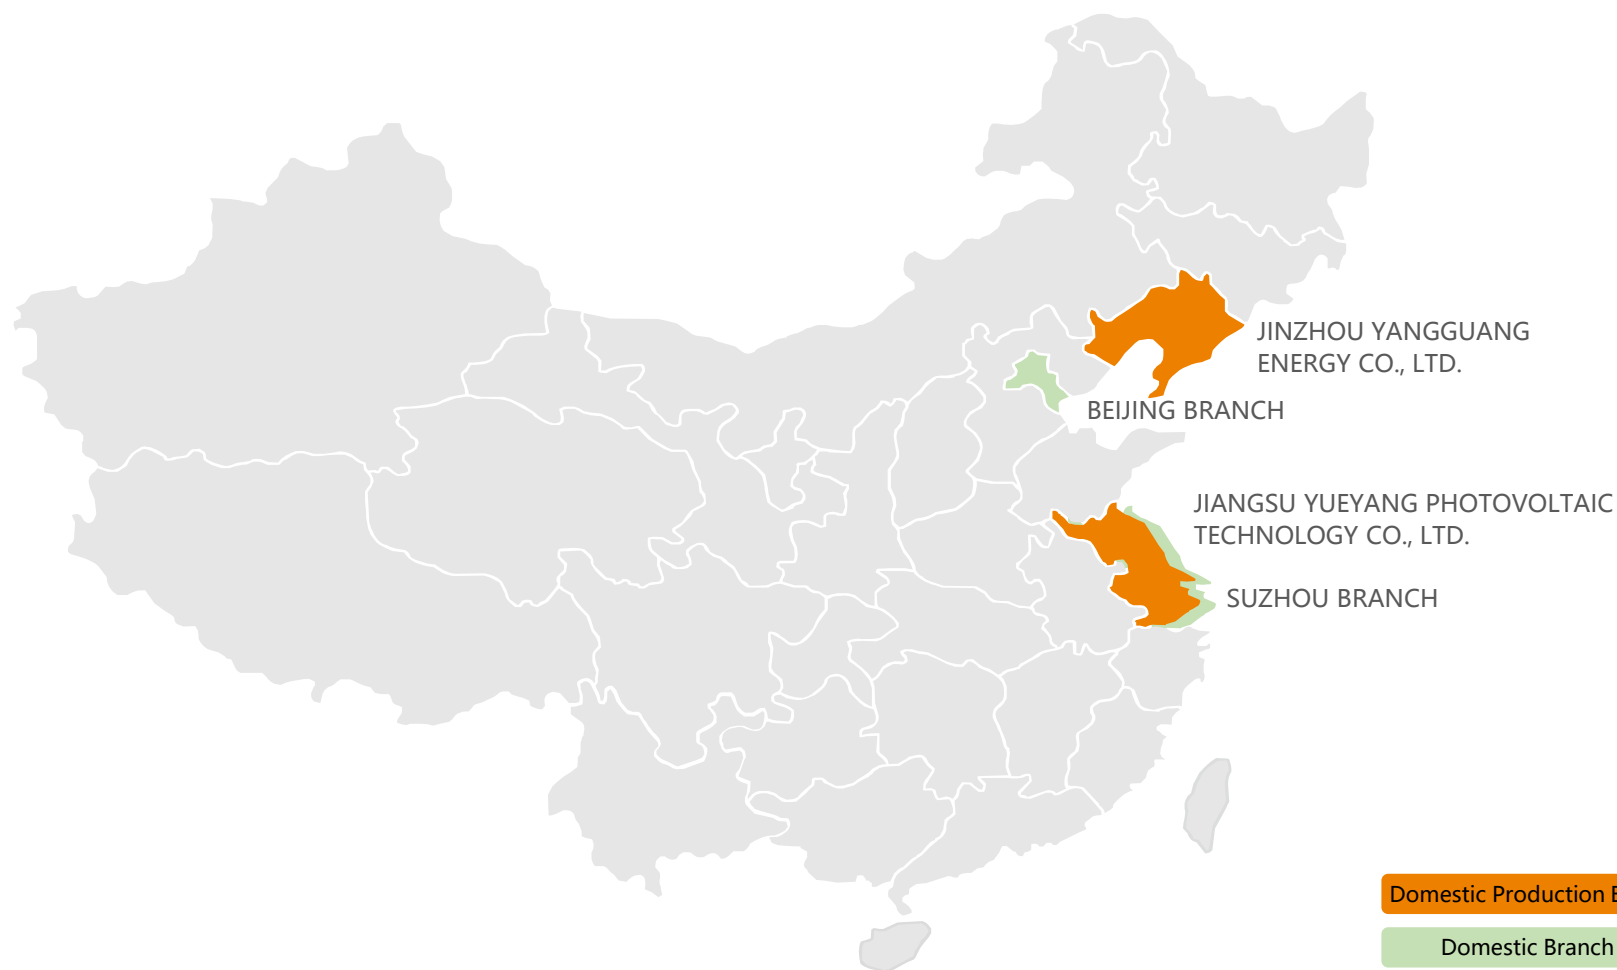 JINZHOU YANGGUANG
ENERGY CO., LTD.
BEIJING BRANCH
JIANGSU YUEYANG PHOTOVOLTAIC
TECHNOLOGY CO., LTD.
SUZHOU BRANCH
Domestic Production
Domestic Branch